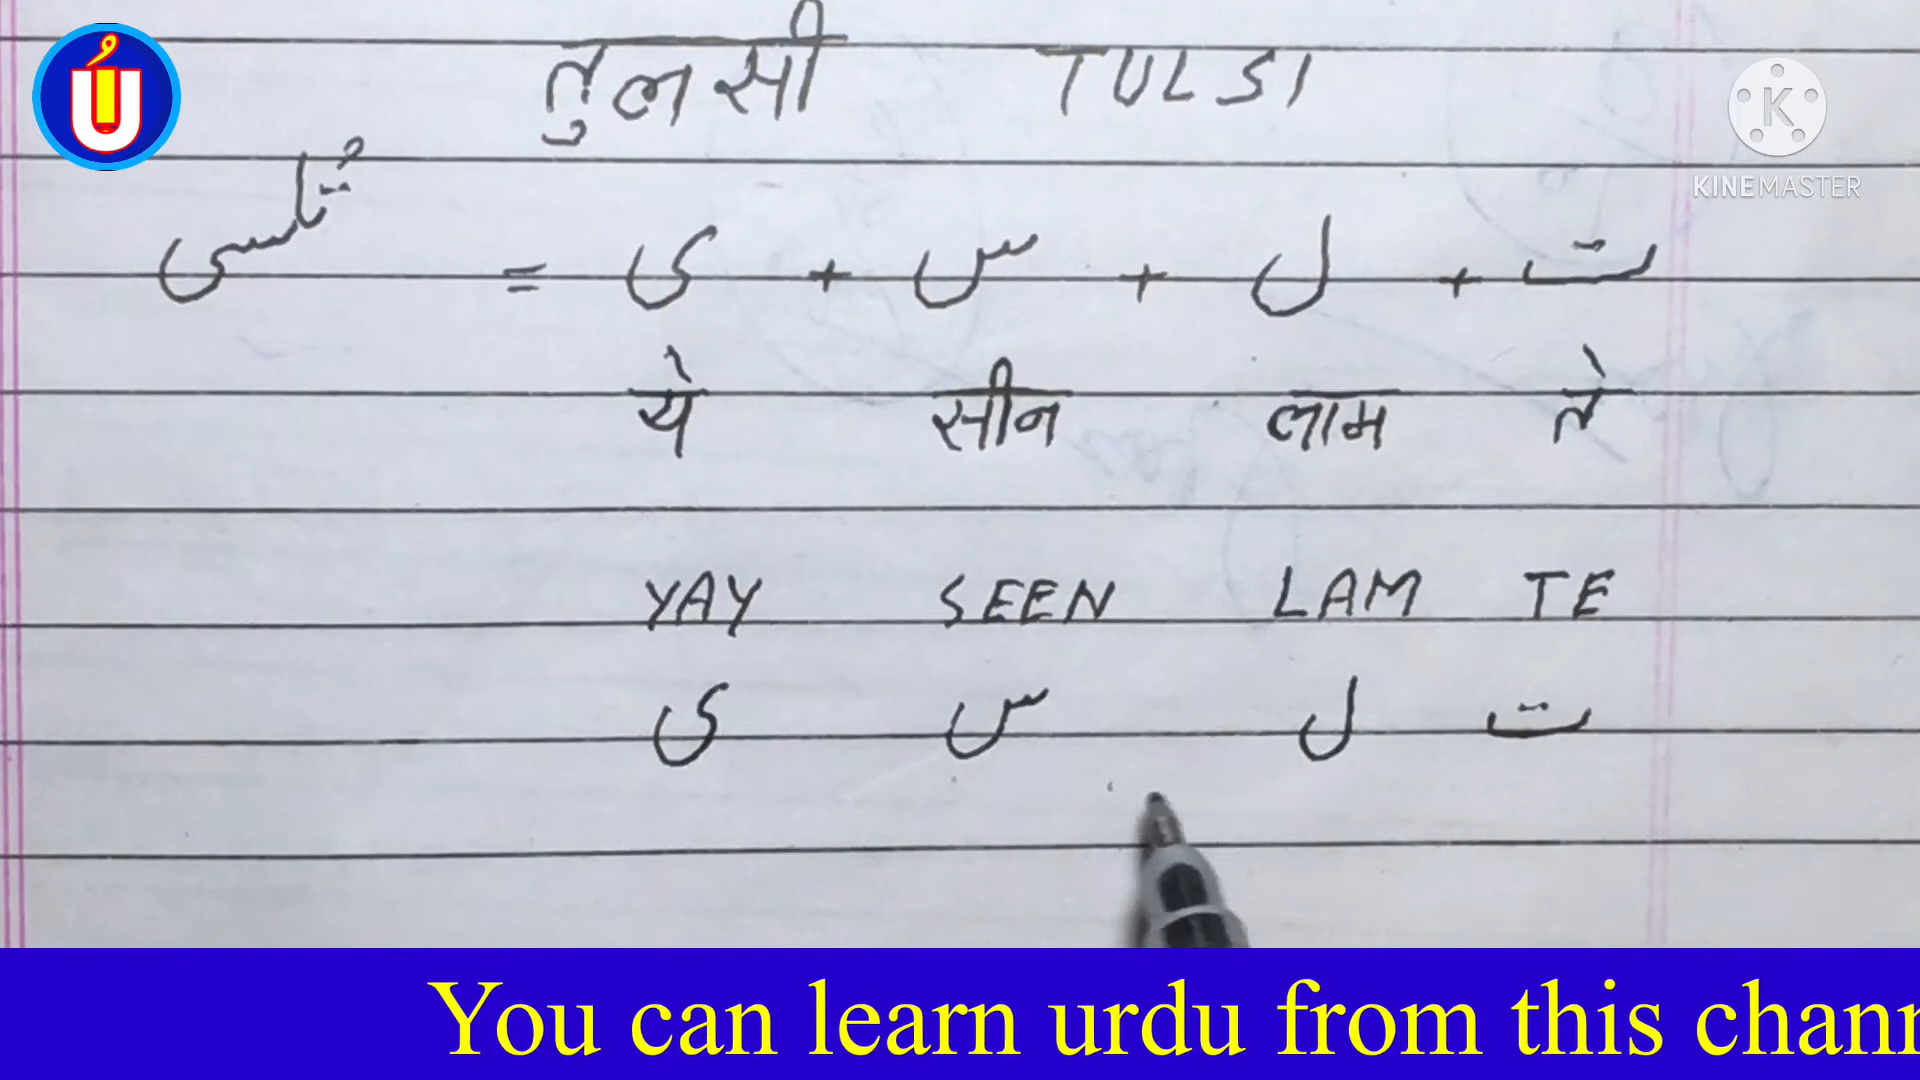 तुलसी TULSI
KINEMASTER
تُلسی = ی + س + ل + ت
ये सीन लाम ते
YAY SEEN LAM TE
ی س ل ت
You can learn urdu from this chann